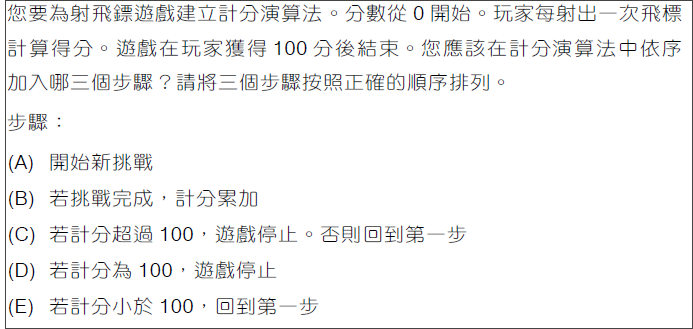 您要為射飛鏢遊戲建立計分演算法。分數從 0 開始。玩家每射出一次飛標
計算得分。遊戲在玩家獲得 100 分後結束。您應該在計分演算法中依序
加入哪三個步驟？請將三個步驟按照正確的順序排列。
步驟：
(A) 開始新挑戰
(B) 若挑戰完成，計分累加
(C) 若計分超過 100，遊戲停止。否則回到第一步
(D) 若計分為 100，遊戲停止
(E) 若計分小於 100，回到第一步